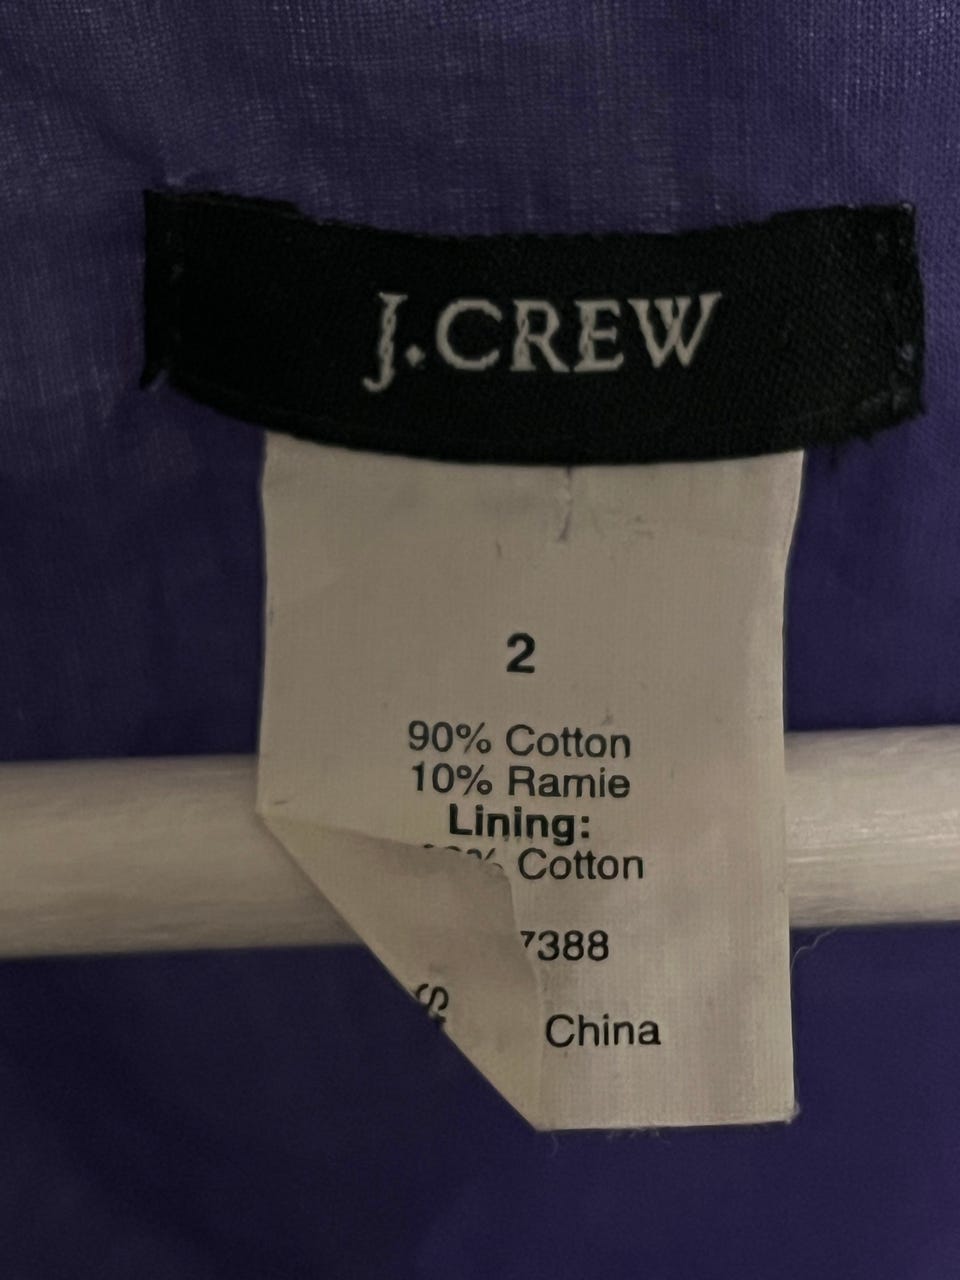 J.CREW
2
90% Cotton
10% Ramie
Lining:
Cotton
7388
China